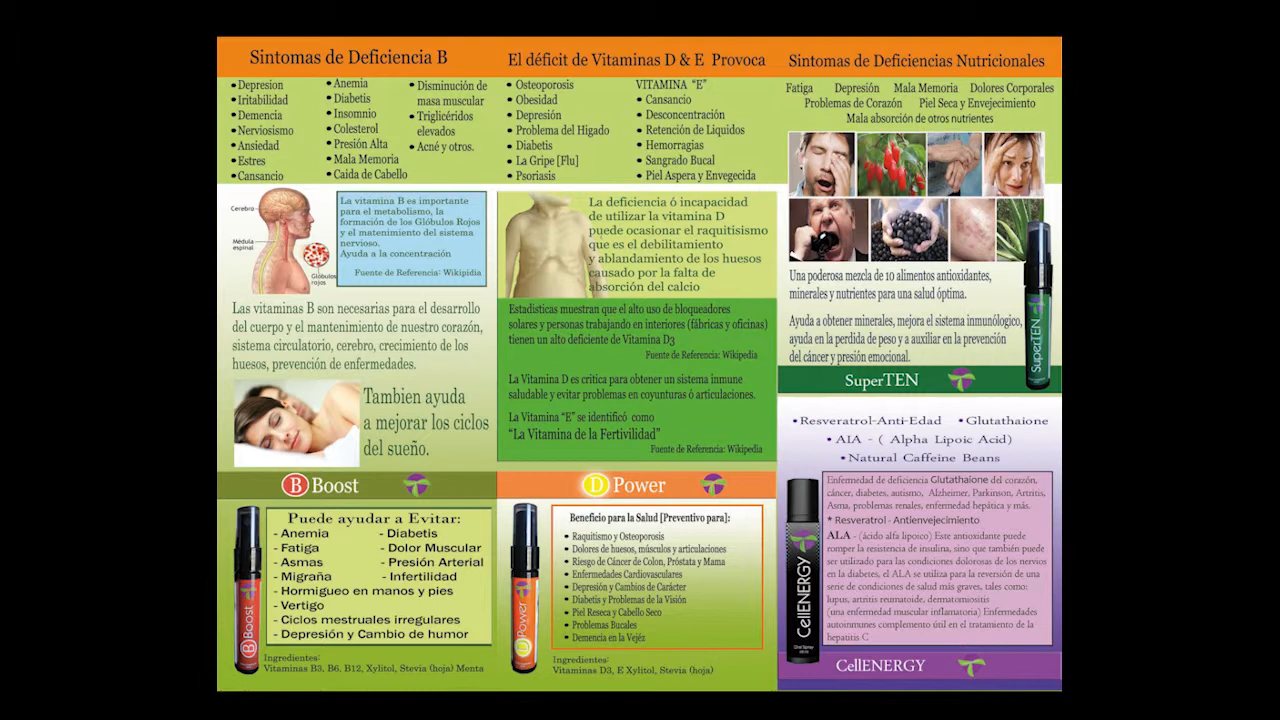 Sintomas de Deficiencia B
• Depresion
• Iritabilidad
• Demencia
• Nerviosismo
• Ansiedad
• Estres
• Cansancio
• Anemia
• Diabetis
• Insomnio
• Colesterol
• Presión Alta
• Mala Memoria
• Caida de Cabello
• Disminución de
masa muscular
• Triglicéridos
elevados
• Acné y otros.
Cerebro
Médula
espinal
Glóbulos
rojos
La vitamina B es importante
para el metabolismo, la
formación de los Glóbulos Rojos
y el matenimiento del sistema
nervioso.
Ayuda a la concentración
Fuente de Referencia: Wikipidia
Las vitaminas B son necesarias para el desarrollo
del cuerpo y el mantenimiento de nuestro corazón,
sistema circulatorio, cerebro, crecimiento de los
huesos, prevención de enfermedades.
Tambien ayuda
a mejorar los ciclos
del sueño.
B Boost
B Boost
Puede ayudar a Evitar:
- Anemia
- Fatiga
- Asmas
- Migraña
- Diabetis
- Dolor Muscular
- Presión Arterial
- Infertilidad
- Hormigueo en manos y pies
- Vertigo
- Ciclos mestruales irregulares
- Depresión y Cambio de humor
Ingredientes:
Vitaminas B3, B6, B12, Xylitol, Stevia (hoja) Menta
El déficit de Vitaminas D & E Provoca
• Osteoporosis
• Obesidad
• Depresión
• Problema del Higado
• Diabetis
• La Gripe [Flu]
• Psoriasis
VITAMINA "E"
• Cansancio
• Desconcentración
• Retención de Liquidos
• Hemorragias
• Sangrado Bucal
• Piel Aspera y Envegecida
La deficiencia ó incapacidad
de utilizar la vitamina D
puede ocasionar el raquitisismo
que es el debilitamiento
y ablandamiento de los huesos
causado por la falta de
absorción del calcio
Estadisticas muestran que el alto uso de bloqueadores
solares y personas trabajando en interiores (fábricas y oficinas)
tienen un alto deficiente de Vitamina D3
Fuente de Referencia: Wikepedia
La Vitamina D es critica para obtener un sistema inmune
saludable y evitar problemas en coyunturas ó articulaciones.
La Vitamina "E" se identificó como
"La Vitamina de la Fertivilidad"
Fuente de Referencia: Wikipedia
D Power
D Power
Beneficio para la Salud [Preventivo para]:
• Raquitismo y Osteoporosis
• Dolores de huesos, músculos y articulaciones
• Riesgo de Cáncer de Colon, Próstata y Mama
• Enfermedades Cardiovasculares
• Depresión y Cambios de Carácter
• Diabetis y Problemas de la Visión
• Piel Reseca y Cabello Seco
• Problemas Bucales
• Demencia en la Vejéz
Ingredientes:
Vitaminas D3, E Xylitol, Stevia (hoja)
Sintomas de Deficiencias Nutricionales
Fatiga Depresión Mala Memoria Dolores Corporales
Problemas de Corazón Piel Seca y Envejecimiento
Mala absorción de otros nutrientes
Una poderosa mezcla de 10 alimentos antioxidantes,
minerales y nutrientes para una salud óptima.
Ayuda a obtener minerales, mejora el sistema inmunólogico,
ayuda en la perdida de peso y a auxiliar en la prevención
del cáncer y presión emocional.
SuperTEN
SuperTEN
• Resveratrol-Anti-Edad • Glutathaione
• AIA - ( Alpha Lipoic Acid)
• Natural Caffeine Beans
CellENERGY
Enfermedad de deficiencia Glutathaione del corazón,
cáncer, diabetes, autismo, Alzheimer, Parkinson, Artritis,
Asma, problemas renales, enfermedad hepática y más.
* Resveratrol - Antienvejecimiento
ALA - (ácido alfa liposco) Este antioxidante puede
romper la resistencia de insulina, sino que también puede
ser utilizado para las condiciones dolorosas de los nervios
en la diabetes, el ALA se utiliza para la reversión de una
serie de condiciones de salud más graves, tales como:
lupus, artritis reumatoide, dermatomiositis
(una enfermedad muscular inflamatoria) Enfermedades
autoinmunes complemento útil en el tratamiento de la
hepatitis C
CellENERGY